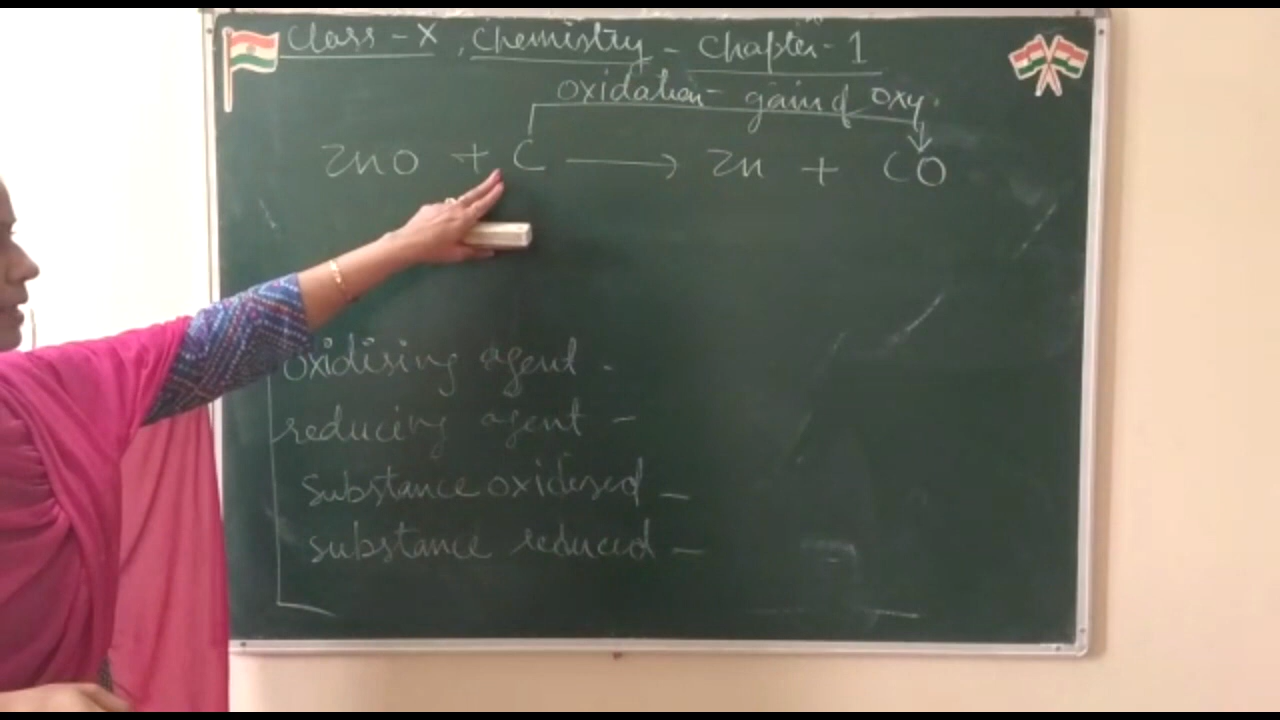 Class - X , Chemistry - Chapter - 1
oxidation - gain of oxy.
ZnO + C → Zn + CO
oxidising agent -
reducing agent -
substance oxidised -
substance reduced -